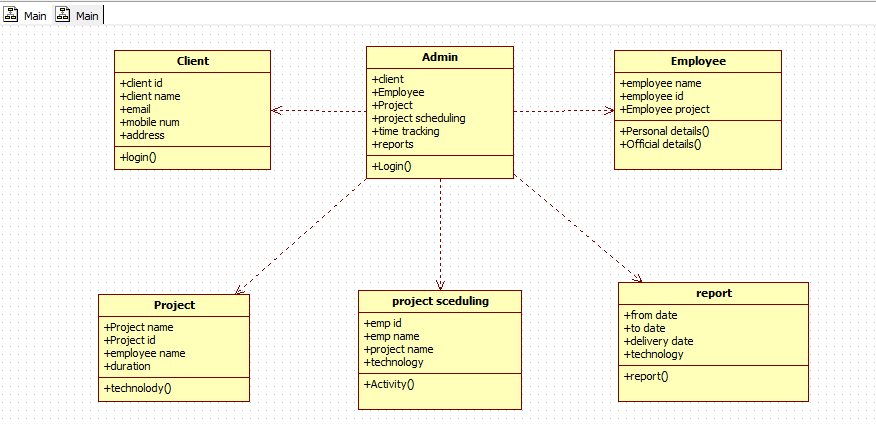 Main Main
Client
+client id
+client name
+email
+mobile num
+address
+login()
Admin
+client
+Employee
+Project
+project scheduling
+time tracking
+reports
+Login()
Employee
+employee name
+employee id
+Employee project
+Personal details()
+Official details()
Project
+Project name
+Project id
+employee name
+duration
+technolody()
project sceduling
+emp id
+emp name
+project name
+technology
+Activity()
report
+from date
+to date
+delivery date
+technology
+report()